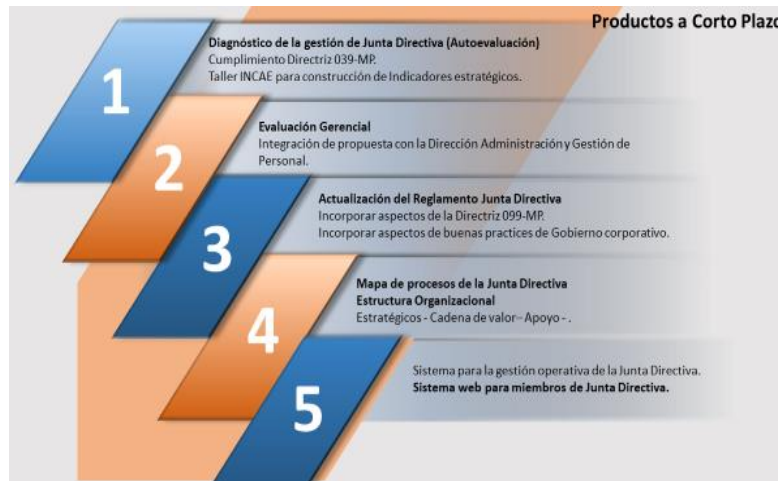 Productos a Corto Plazo
1
Diagnóstico de la gestión de Junta Directiva (Autoevaluación)
Cumplimiento Directriz 039-MP.
Taller INCAE para construcción de Indicadores estratégicos.
2
Evaluación Gerencial
Integración de propuesta con la Dirección Administración y Gestión de
Personal.
3
Actualización del Reglamento Junta Directiva
Incorporar aspectos de la Directriz 099-MP.
Incorporar aspectos de buenas practices de Gobierno corporativo.
4
Mapa de procesos de la Junta Directiva
Estructura Organizacional
Estratégicos - Cadena de valor– Apoyo - .
5
Sistema para la gestión operativa de la Junta Directiva.
Sistema web para miembros de Junta Directiva.